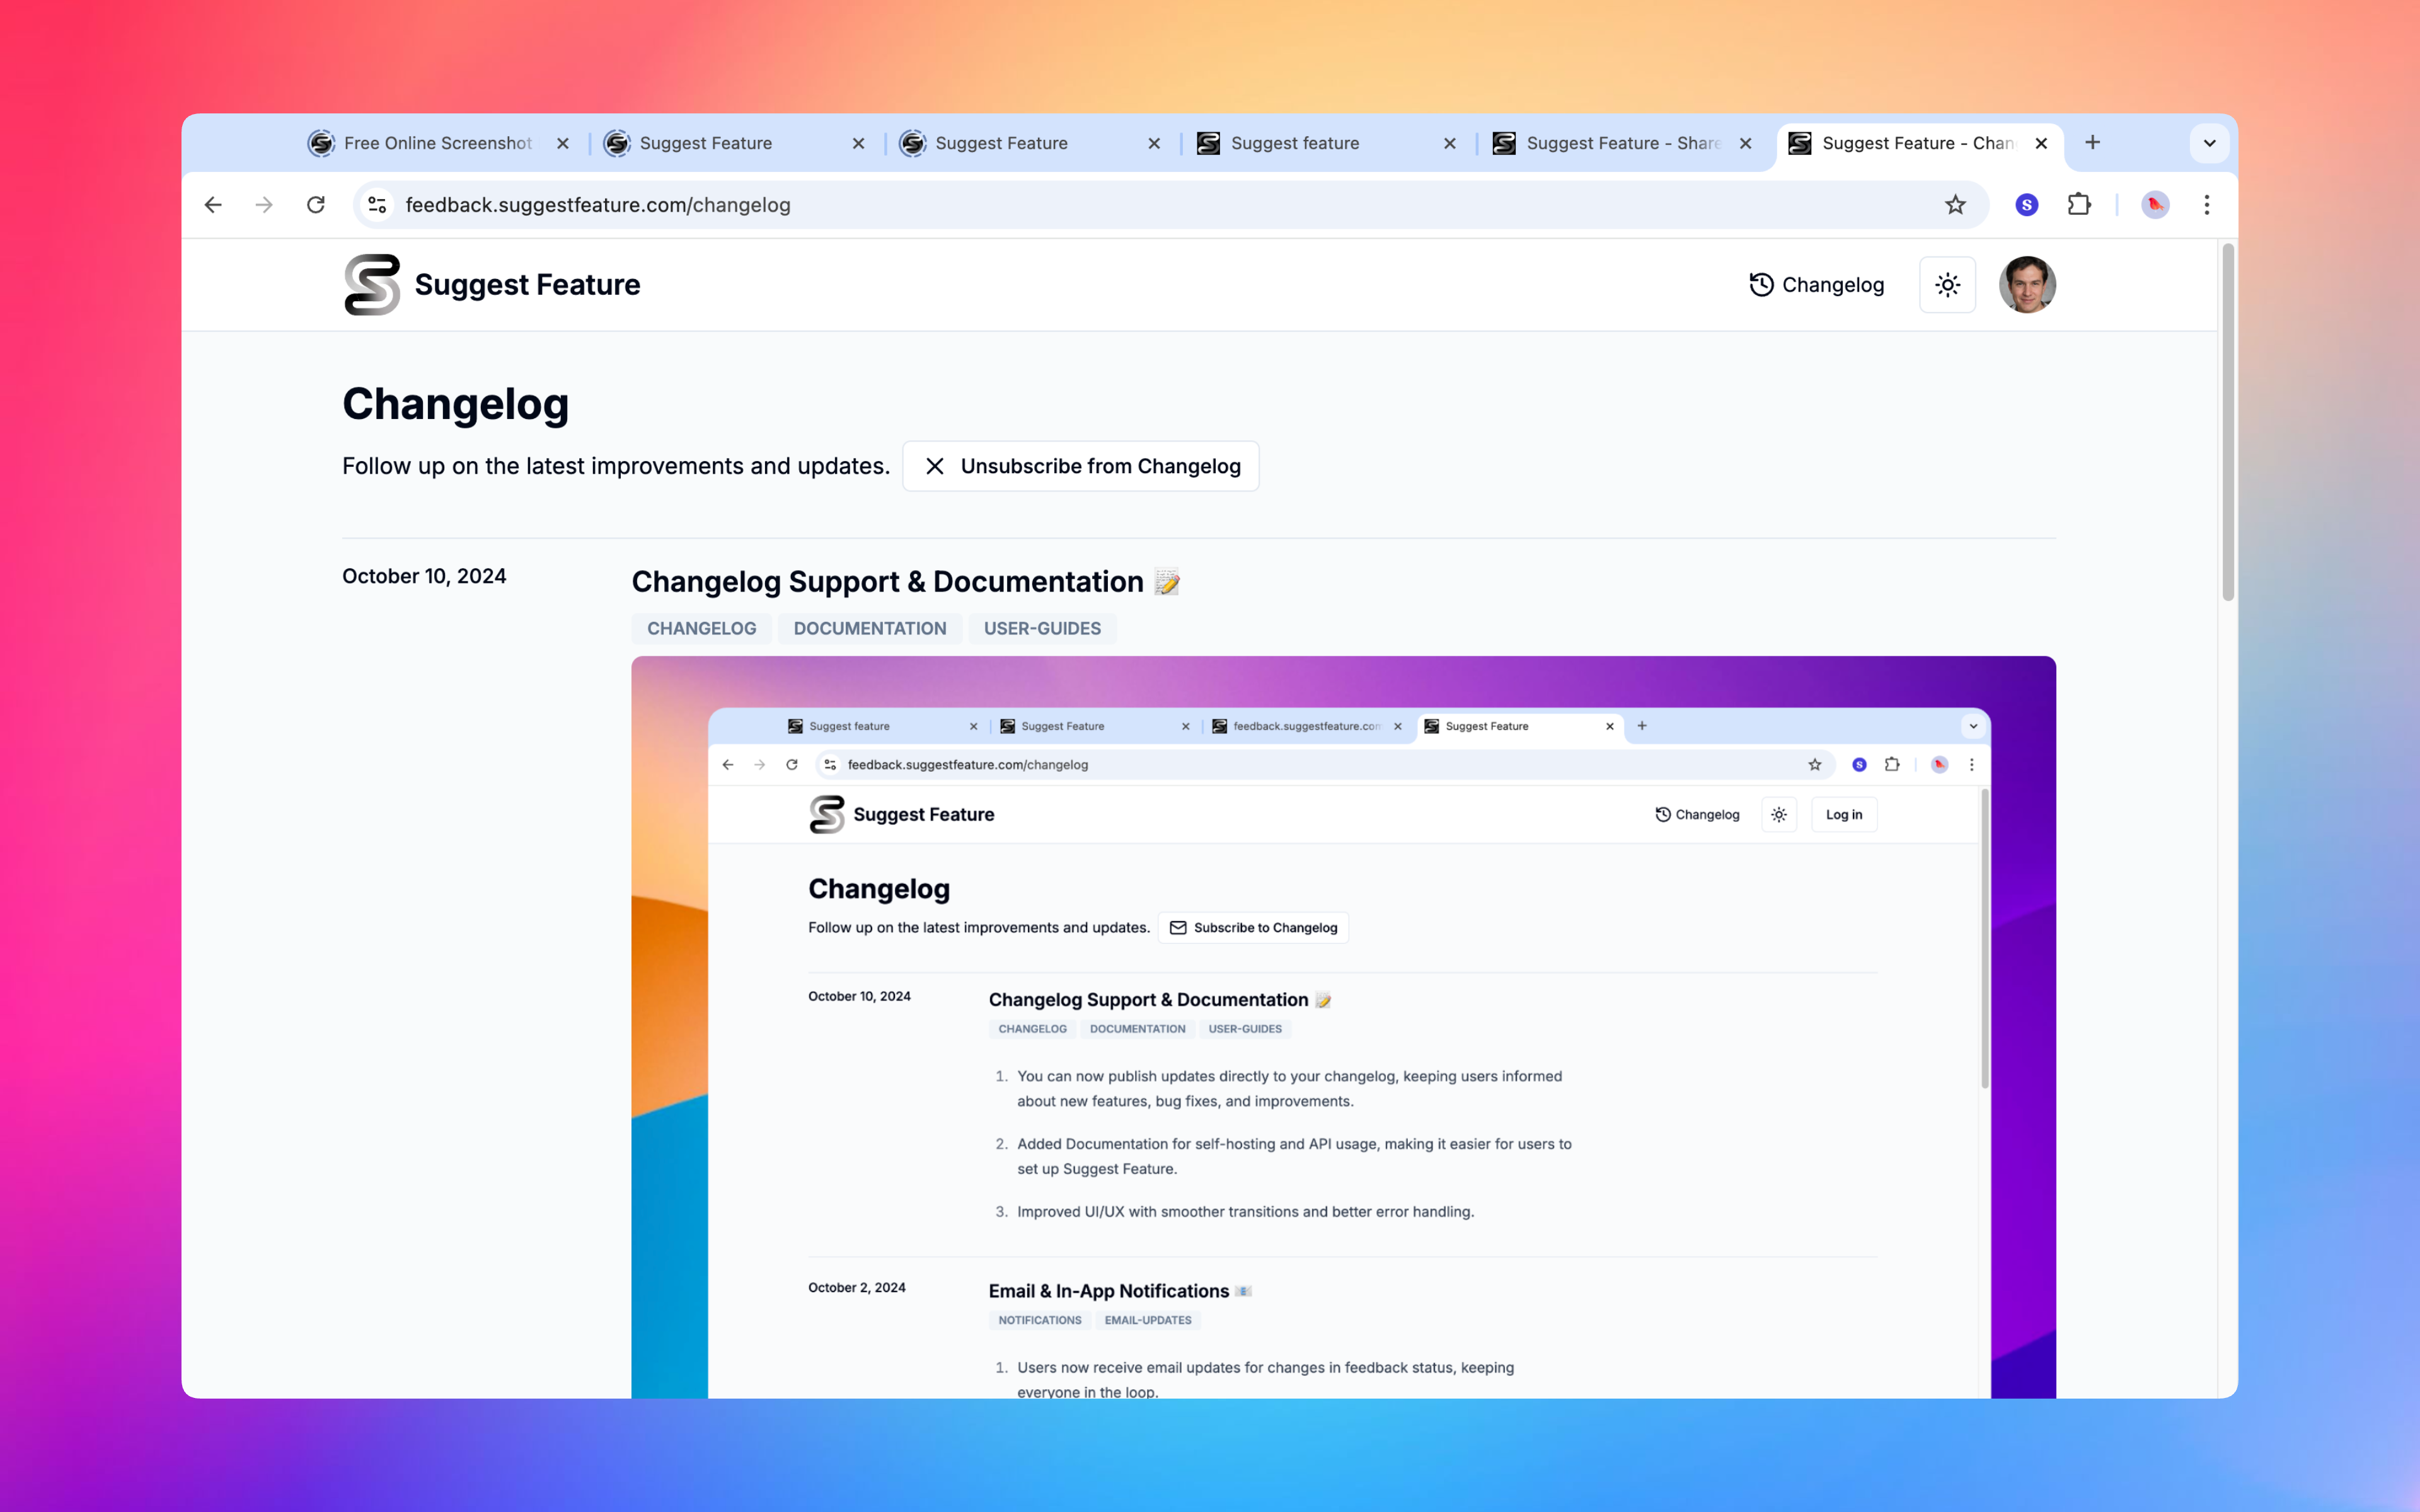 Free Online Screenshot
Suggest Feature
Suggest Feature
Suggest feature
Suggest Feature - Share
Suggest Feature - Chan
feedback.suggestfeature.com/changelog
S
Suggest Feature
Changelog
Changelog
Follow up on the latest improvements and updates.
Unsubscribe from Changelog
October 10, 2024
Changelog Support & Documentation 📝
CHANGELOG DOCUMENTATION USER-GUIDES
Suggest feature
Suggest Feature
feedback.suggestfeature.com
Suggest Feature
feedback.suggestfeature.com/changelog
S
Suggest Feature
Changelog
Log in
Changelog
Follow up on the latest improvements and updates.
Subscribe to Changelog
October 10, 2024
Changelog Support & Documentation 📝
CHANGELOG DOCUMENTATION USER-GUIDES
1. You can now publish updates directly to your changelog, keeping users informed
about new features, bug fixes, and improvements.
2. Added Documentation for self-hosting and API usage, making it easier for users to
set up Suggest Feature.
3. Improved UI/UX with smoother transitions and better error handling.
October 2, 2024
Email & In-App Notifications 📧
NOTIFICATIONS EMAIL-UPDATES
1. Users now receive email updates for changes in feedback status, keeping
everyone in the loop.